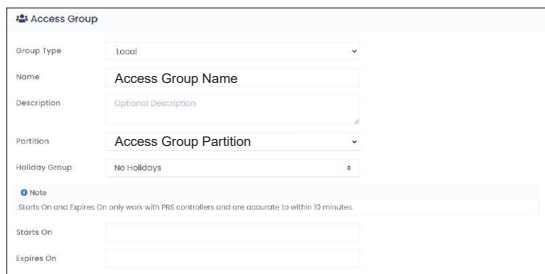 Access Group
Group Type
Local
Name
Access Group Name
Description
Optional Description
Partition
Access Group Partition
Holiday Group
No Holidays
Note
Starts On and Expires On only work with PRS controllers and are accurate to within 10 minutes.
Starts On
Expires On